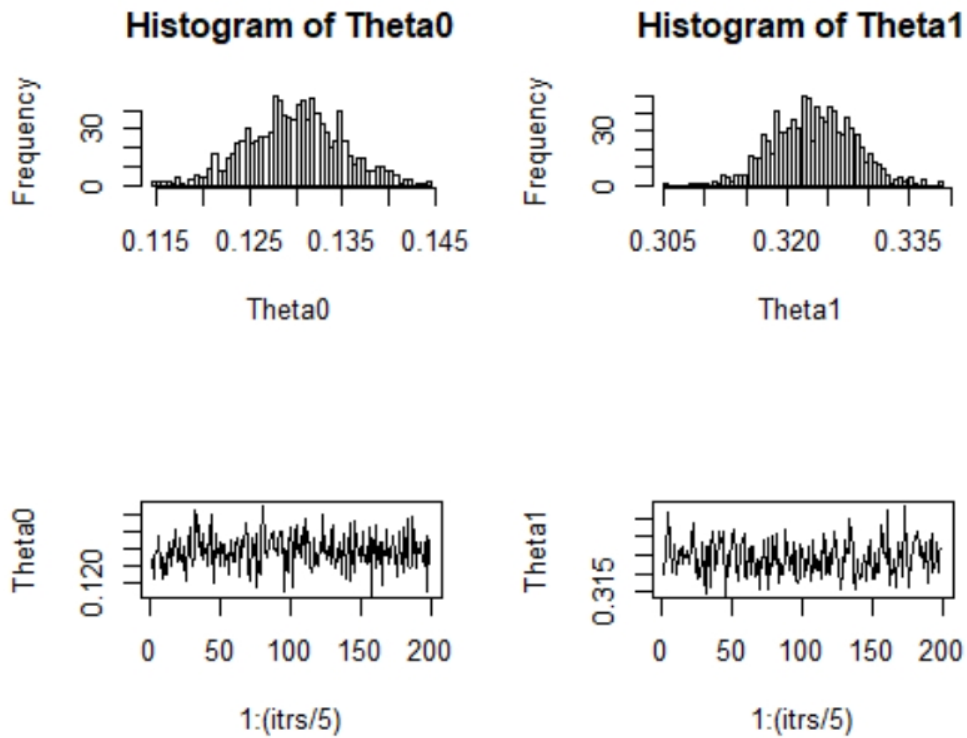 Histogram of Theta0
Frequency
30
0
0.115 0.125 0.135 0.145
Theta0
Histogram of Theta1
Frequency
30
0
0.305 0.320 0.335
Theta1
Theta0
0.120
0 50 100 150 200
1:(itrs/5)
Theta1
0.315
0 50 100 150 200
1:(itrs/5)